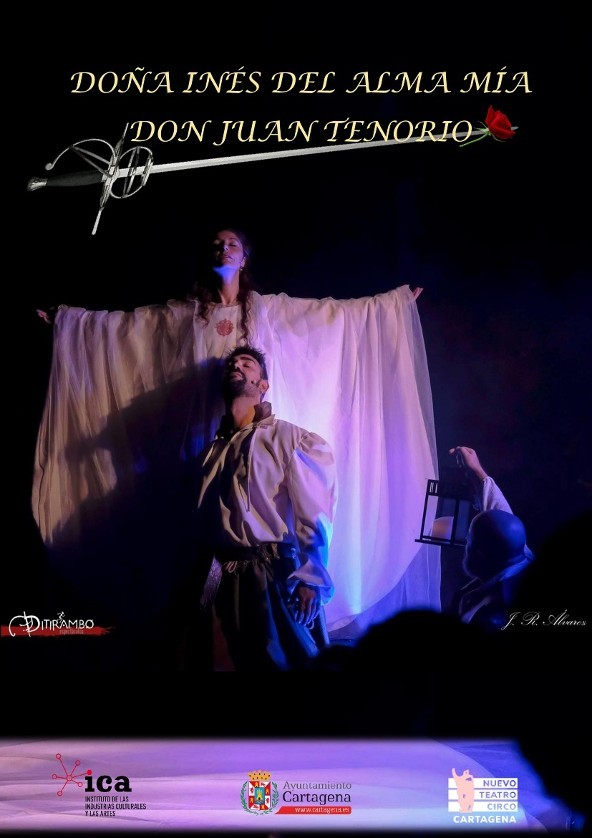 DOÑA INÉS DEL ALMA MÍA
DON JUAN TENORIO
DITIRAMBO
espectáculos
J. R. Álvarez
ica
INSTITUTO DE LAS
INDUSTRIAS CULTURALES
Y LAS ARTES
Ayuntamiento
Cartagena
www.cartagena.es
NUEVO
TEATRO
CIRCO
CARTAGENA